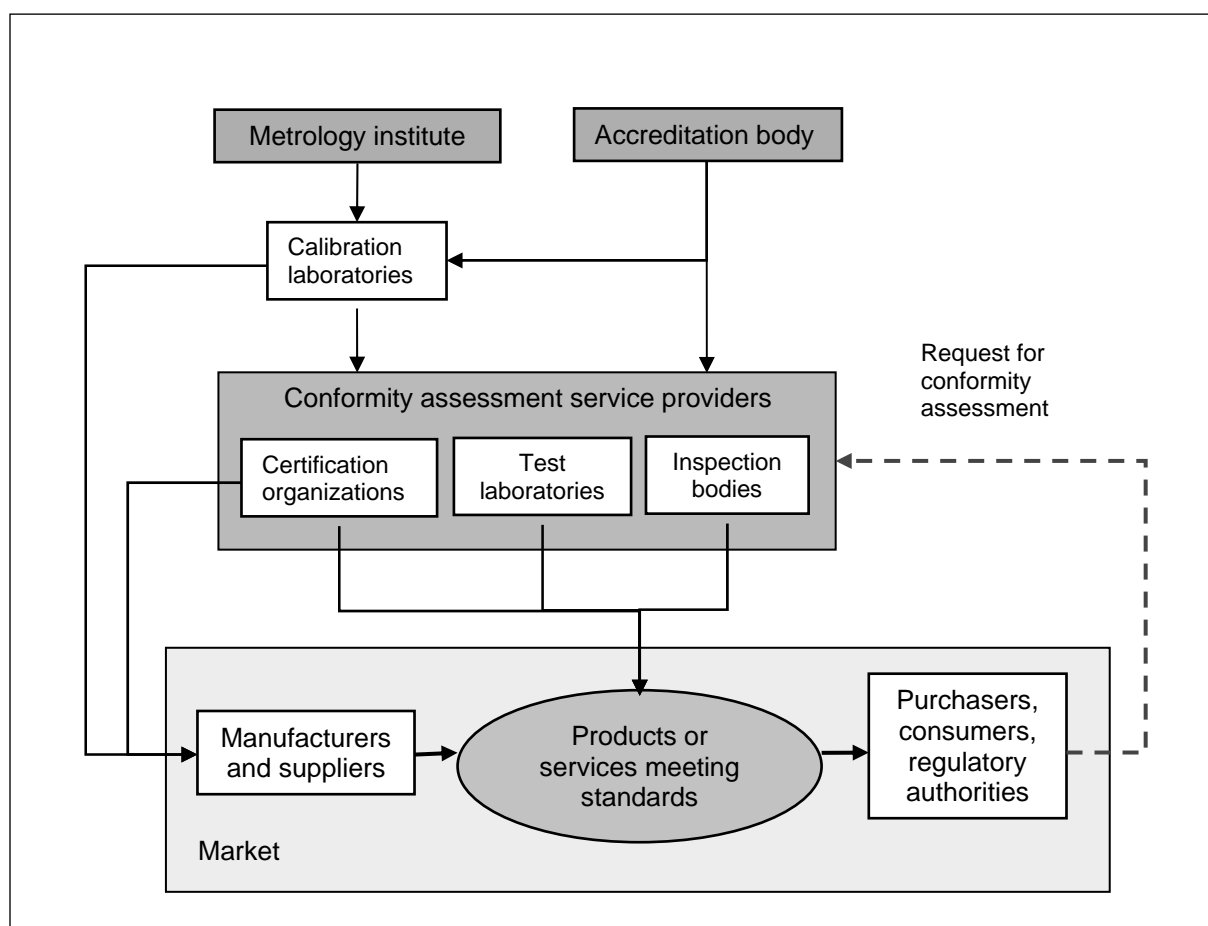 Metrology institute
Accreditation body
Calibration
laboratories
Request for
conformity
assessment
Conformity assessment service providers
Certification
organizations
Test
laboratories
Inspection
bodies
Manufacturers
and suppliers
Products or
services meeting
standards
Purchasers,
consumers,
regulatory
authorities
Market